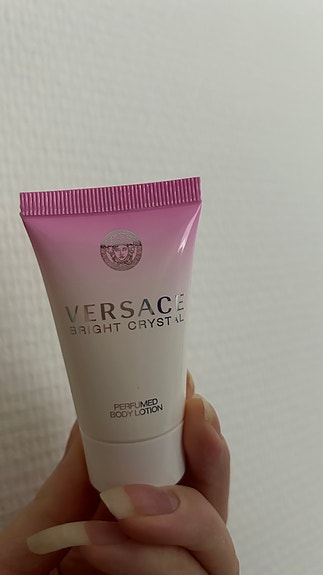 VERSACE
BRIGHT CRYSTAL
PERFUMED
BODY LOTION